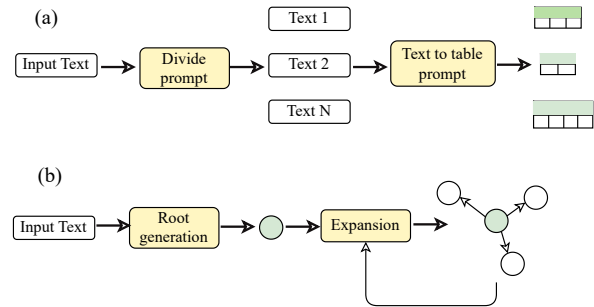 (a)
Text 1
Input Text
Divide
prompt
Text 2
Text to table
prompt
Text N
(b)
Input Text
Root
generation
Expansion